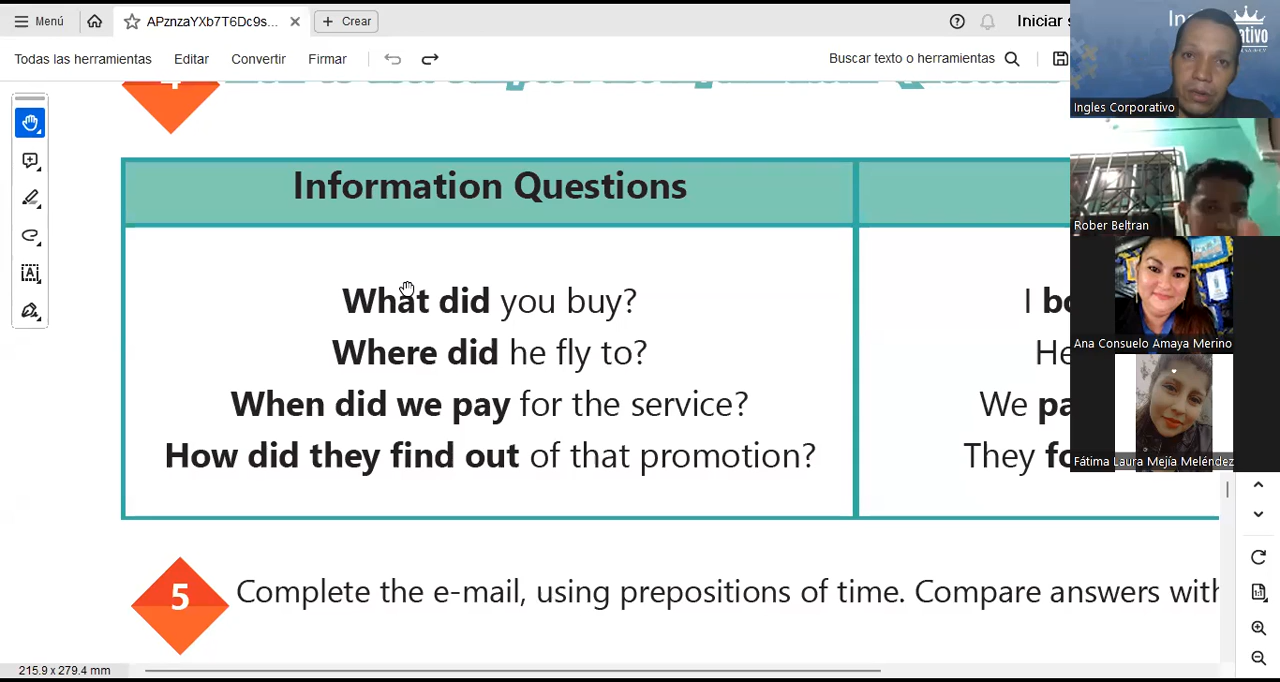 Menú
APznzaYXb7T6Dc9s...
Crear
Iniciar s
Todas las herramientas
Editar
Convertir
Firmar
Buscar texto o herramientas
Ingles Corporativo
Rober Beltran
Ana Consuelo Amaya Merino
Fátima Laura Mejía Meléndez
Information Questions
What did you buy?
Where did he fly to?
When did we pay for the service?
How did they find out of that promotion?
I bo
He
We pa
They fo
5
Complete the e-mail, using prepositions of time. Compare answers with
215.9 x 279.4 mm